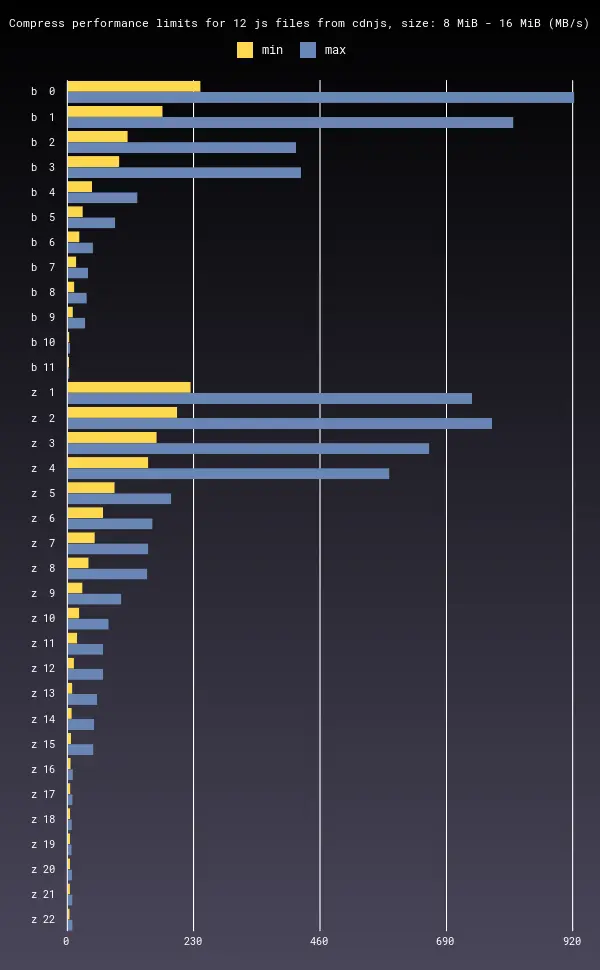 Compress performance limits for 12 js files from cdnjs, size: 8 MiB - 16 MiB (MB/s)
min max
b 0
b 1
b 2
b 3
b 4
b 5
b 6
b 7
b 8
b 9
b 10
b 11
z 1
z 2
z 3
z 4
z 5
z 6
z 7
z 8
z 9
z 10
z 11
z 12
z 13
z 14
z 15
z 16
z 17
z 18
z 19
z 20
z 21
z 22
0 230 460 690 920